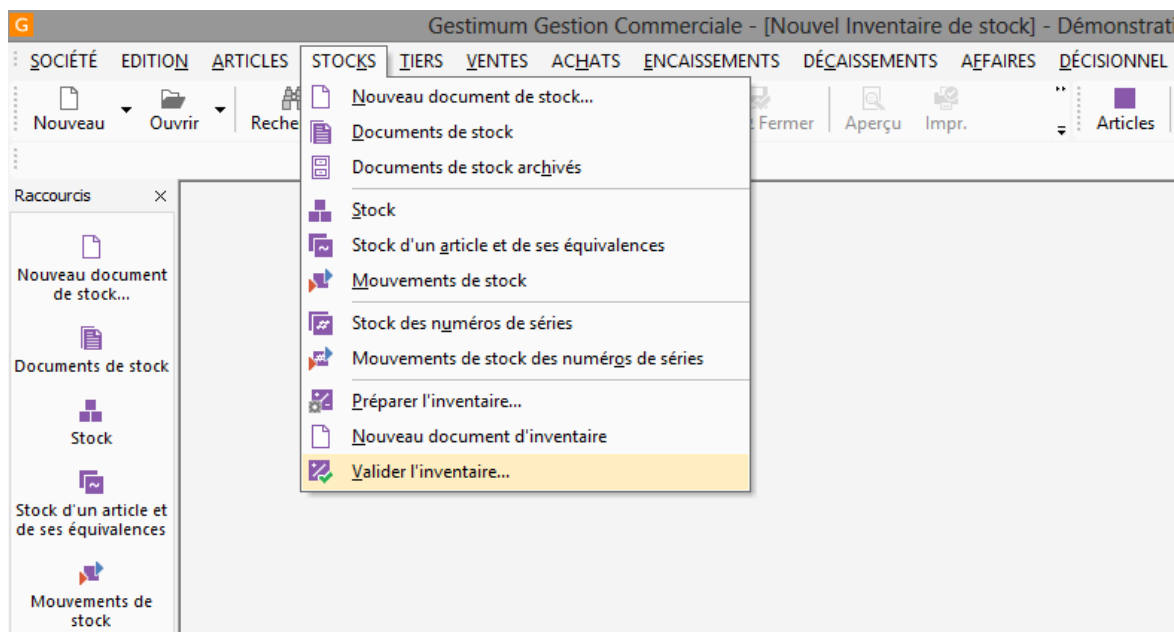 G Gestimum Gestion Commerciale - [Nouvel Inventaire de stock] - Démonstrati
SOCIÉTÉ EDITION ARTICLES STOCKS TIERS VENTES ACHATS ENCAISSEMENTS DÉCAISSEMENTS AFFAIRES DÉCISIONNEL
Nouveau Ouvrir Reche Fermer Aperçu Impr. Articles
Nouveau document de stock...
Documents de stock
Documents de stock archivés
Stock
Stock d'un article et de ses équivalences
Mouvements de stock
Stock des numéros de séries
Mouvements de stock des numéros de séries
Préparer l'inventaire...
Nouveau document d'inventaire
Valider l'inventaire...
Raccourcis
Nouveau document
de stock...
Documents de stock
Stock
Stock d'un article et
de ses équivalences
Mouvements de
stock